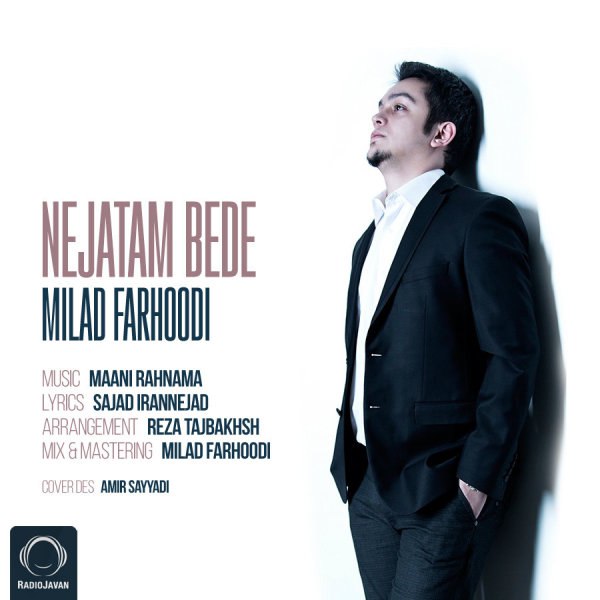 NEJATAM BEDE
MILAD FARHOODI
MUSIC MAANI RAHNAMA
LYRICS SAJAD IRANNEJAD
ARRANGEMENT REZA TAJBAKHSH
MIX & MASTERING MILAD FARHOODI
COVER DES AMIR SAYYADI
RADIOJAVAN